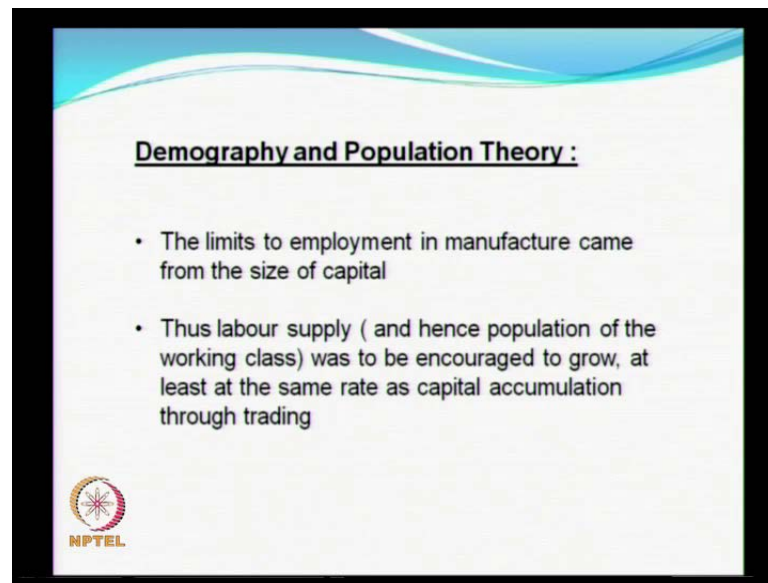 Demography and Population Theory :
• The limits to employment in manufacture came
from the size of capital
• Thus labour supply ( and hence population of the
working class) was to be encouraged to grow, at
least at the same rate as capital accumulation
through trading
NPTEL